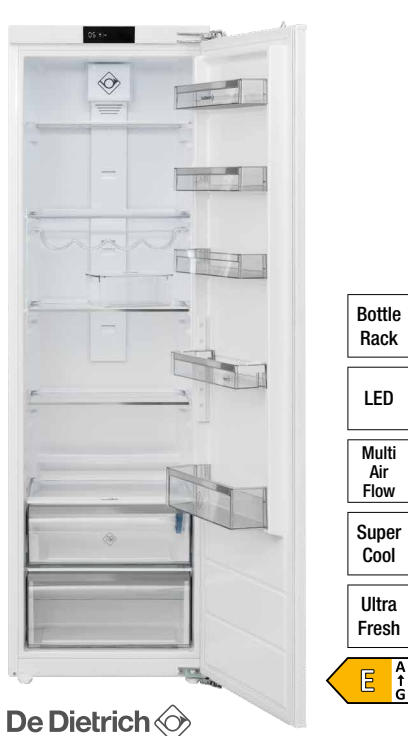 Bottle
Rack
LED
Multi
Air
Flow
Super
Cool
Ultra
Fresh
E
A
↑
G
De Dietrich